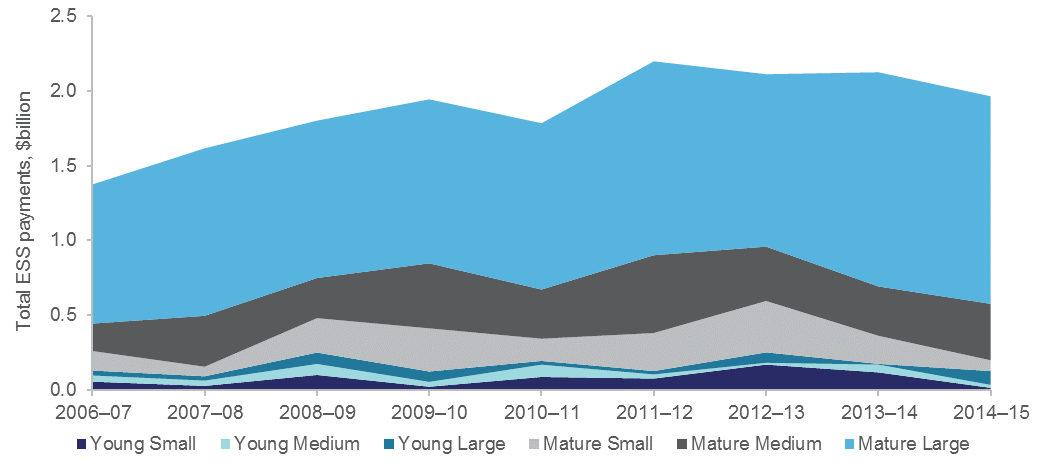 2.5
2.0
1.5
1.0
0.5
0.0
Total ESS payments, $billion
2006–07 2007–08 2008–09 2009–10 2010–11 2011–12 2012–13 2013–14 2014–15
Young Small Young Medium Young Large Mature Small Mature Medium Mature Large